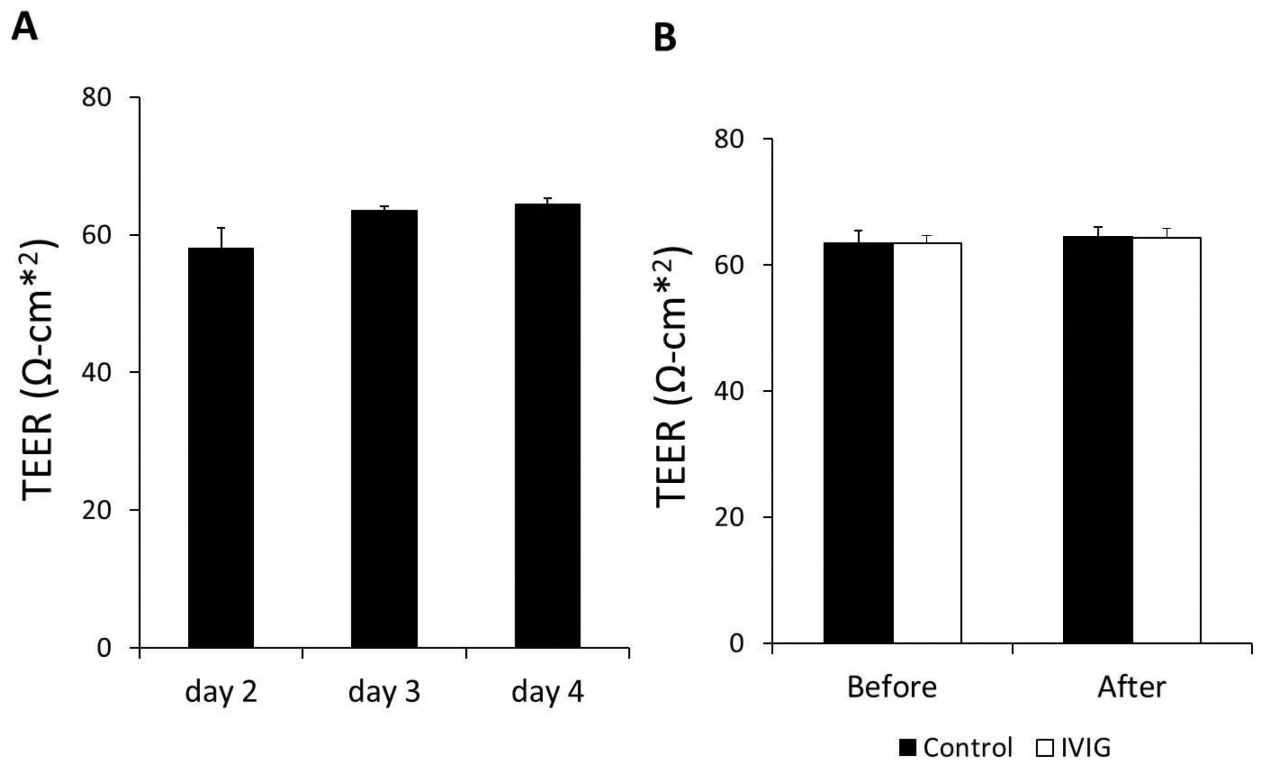 A
TEER (Ω-cm*²)
80
60
40
20
0
day 2 day 3 day 4
B
TEER (Ω-cm*²)
80
60
40
20
0
Before After
Control IVIG